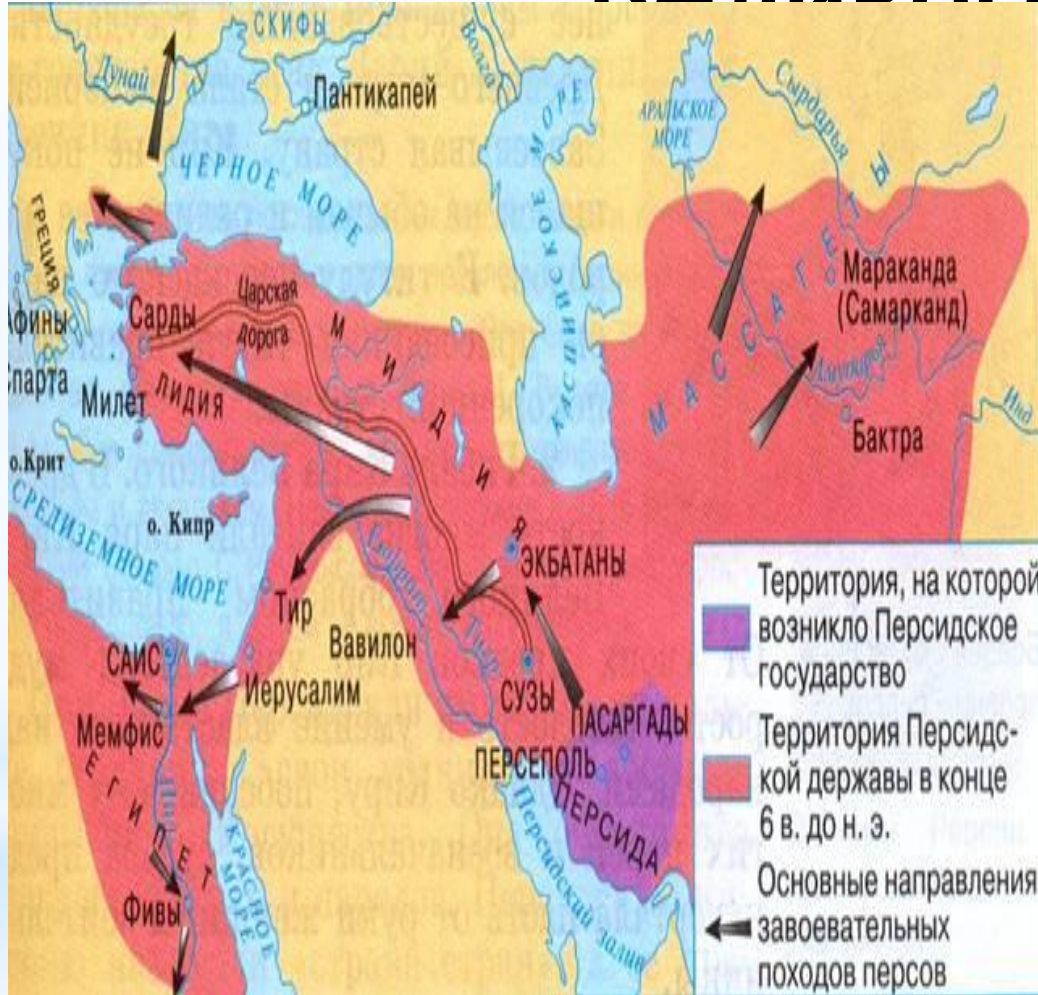 СКИФЫ
Дунай
Пантикапей
Волга
АРАЛЬСКОЕ
МОРЕ
Сырдарья
ЧЕРНОЕ МОРЕ
КАСПИЙСКОЕ МОРЕ
ГРЕЦИЯ
МАССАГЕТЫ
Мараканда
(Самарканд)
Афины
Сарды
Царская
дорога
МИДИЯ
Спарта
Милет
ЛИДИЯ
Амударья
Бактра
Инд
о.Крит
СРЕДИЗЕМНОЕ МОРЕ
о. Кипр
ЭКБАТАНЫ
Тир
Евфрат
Тигр
Вавилон
САИС
Иерусалим
СУЗЫ
ПАСАРГАДЫ
Мемфис
ПЕРСЕПОЛЬ
ПЕРСИДА
ЕГИПЕТ
Нил
КРАСНОЕ
МОРЕ
Персидский залив
Фивы
Территория, на которой
возникло Персидское
государство
Территория Персидс-
кой державы в конце
6 в. до н. э.
Основные направления
завоевательных
походов персов